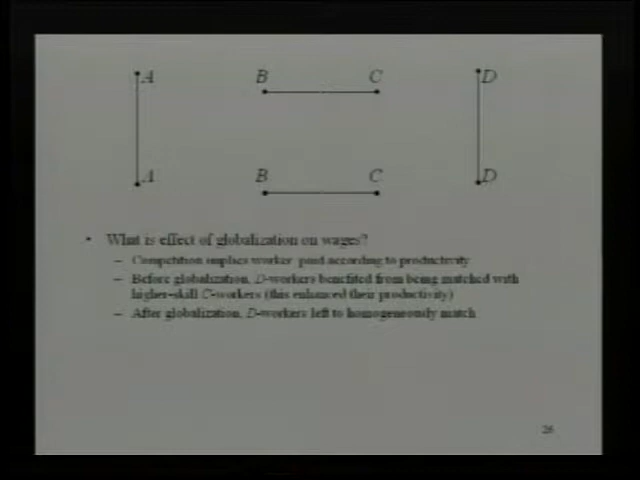 A B C D
A B C D
• What is effect of globalization on wages?
– Competition implies worker paid according to productivity
– Before globalization, D-workers benefited from being matched with
higher-skill C-workers (this enhanced their productivity)
– After globalization, D-workers left to homogeneously match
26